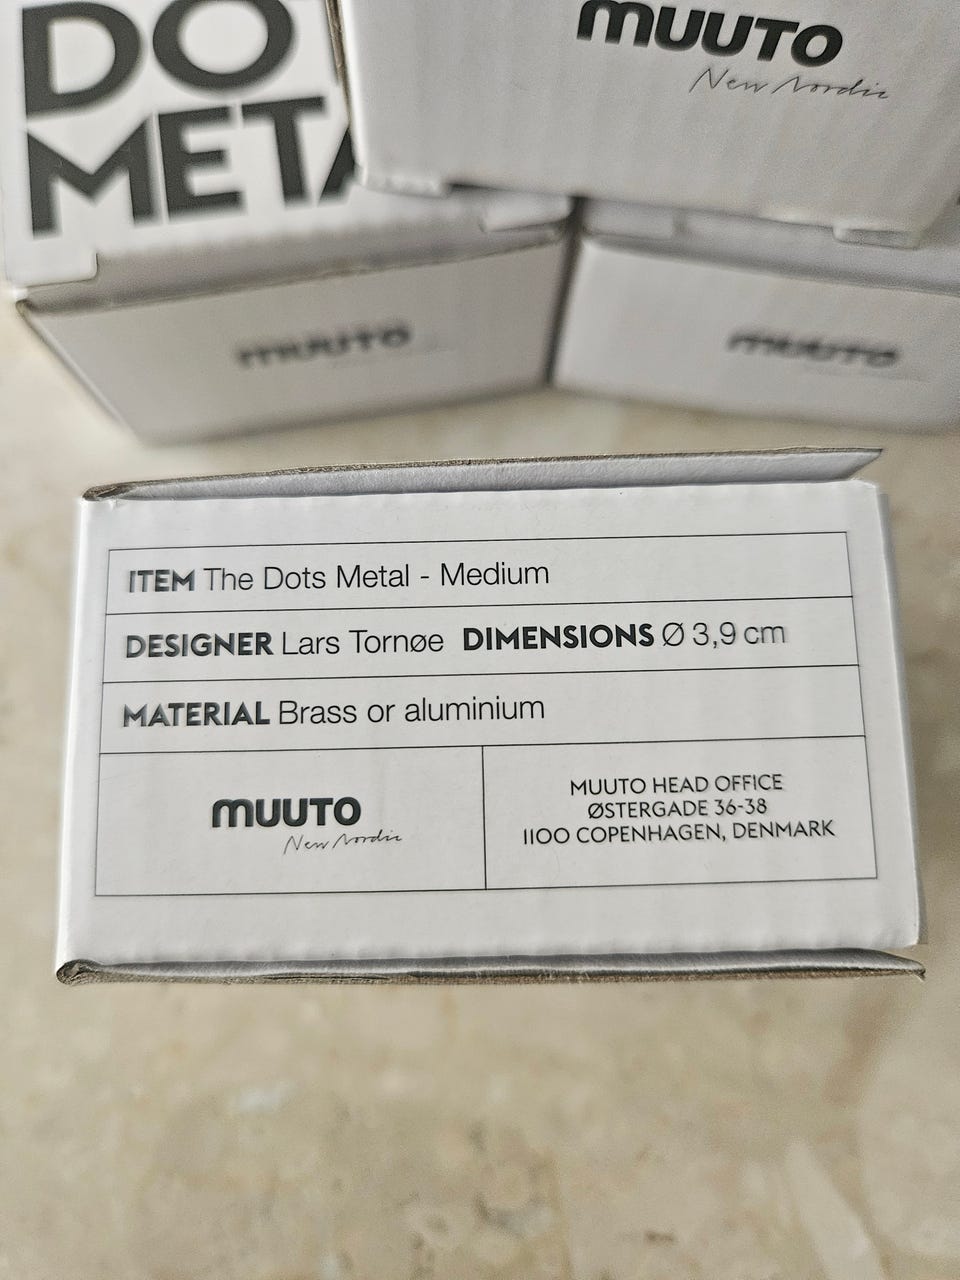 DO
META
muuto
New Nordic
muuto
muuto
ITEM The Dots Metal - Medium
DESIGNER Lars Tornøe DIMENSIONS Ø 3,9 cm
MATERIAL Brass or aluminium
muuto
New Nordic
MUUTO HEAD OFFICE
ØSTERGADE 36-38
1100 COPENHAGEN, DENMARK